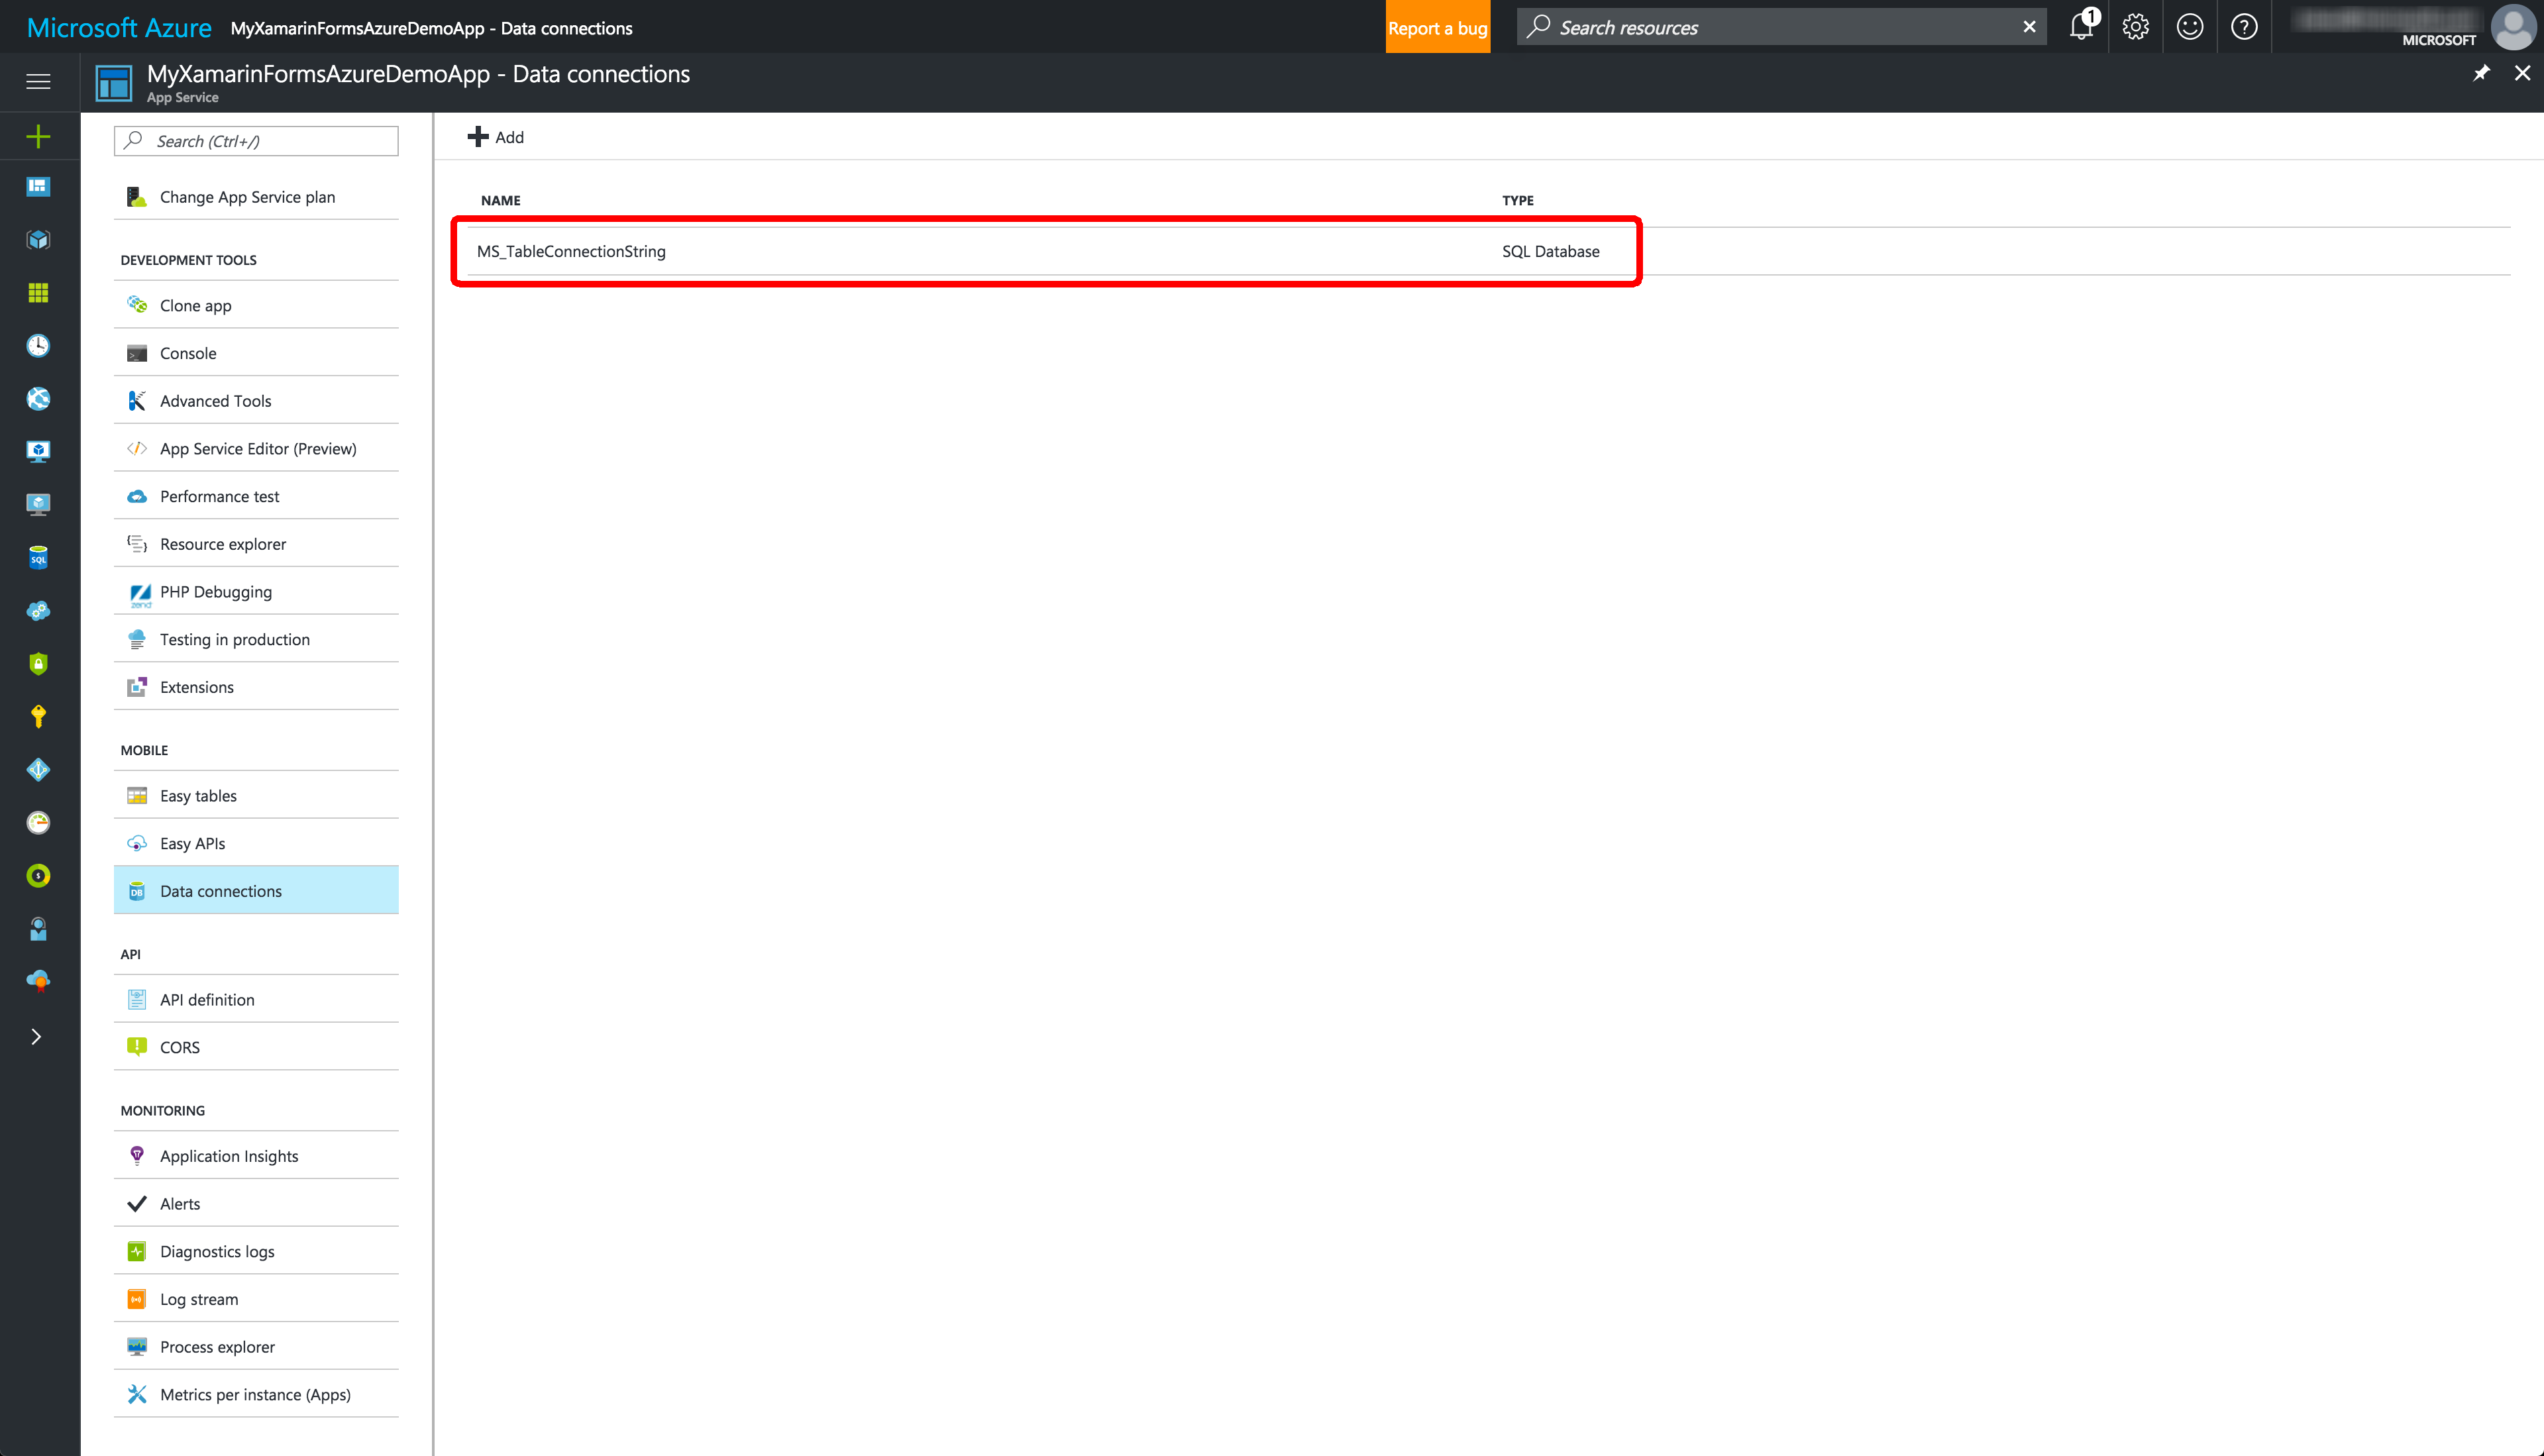 Microsoft Azure MyXamarinFormsAzureDemoApp - Data connections
Report a bug
Search resources
1
MICROSOFT
MyXamarinFormsAzureDemoApp - Data connections
App Service
Search (Ctrl+/)
Change App Service plan
DEVELOPMENT TOOLS
Clone app
Console
Advanced Tools
App Service Editor (Preview)
Performance test
Resource explorer
PHP Debugging
Testing in production
Extensions
MOBILE
Easy tables
Easy APIs
Data connections
API
API definition
CORS
MONITORING
Application Insights
Alerts
Diagnostics logs
Log stream
Process explorer
Metrics per instance (Apps)
Add
NAME TYPE
MS_TableConnectionString SQL Database
SQL
zend
DB